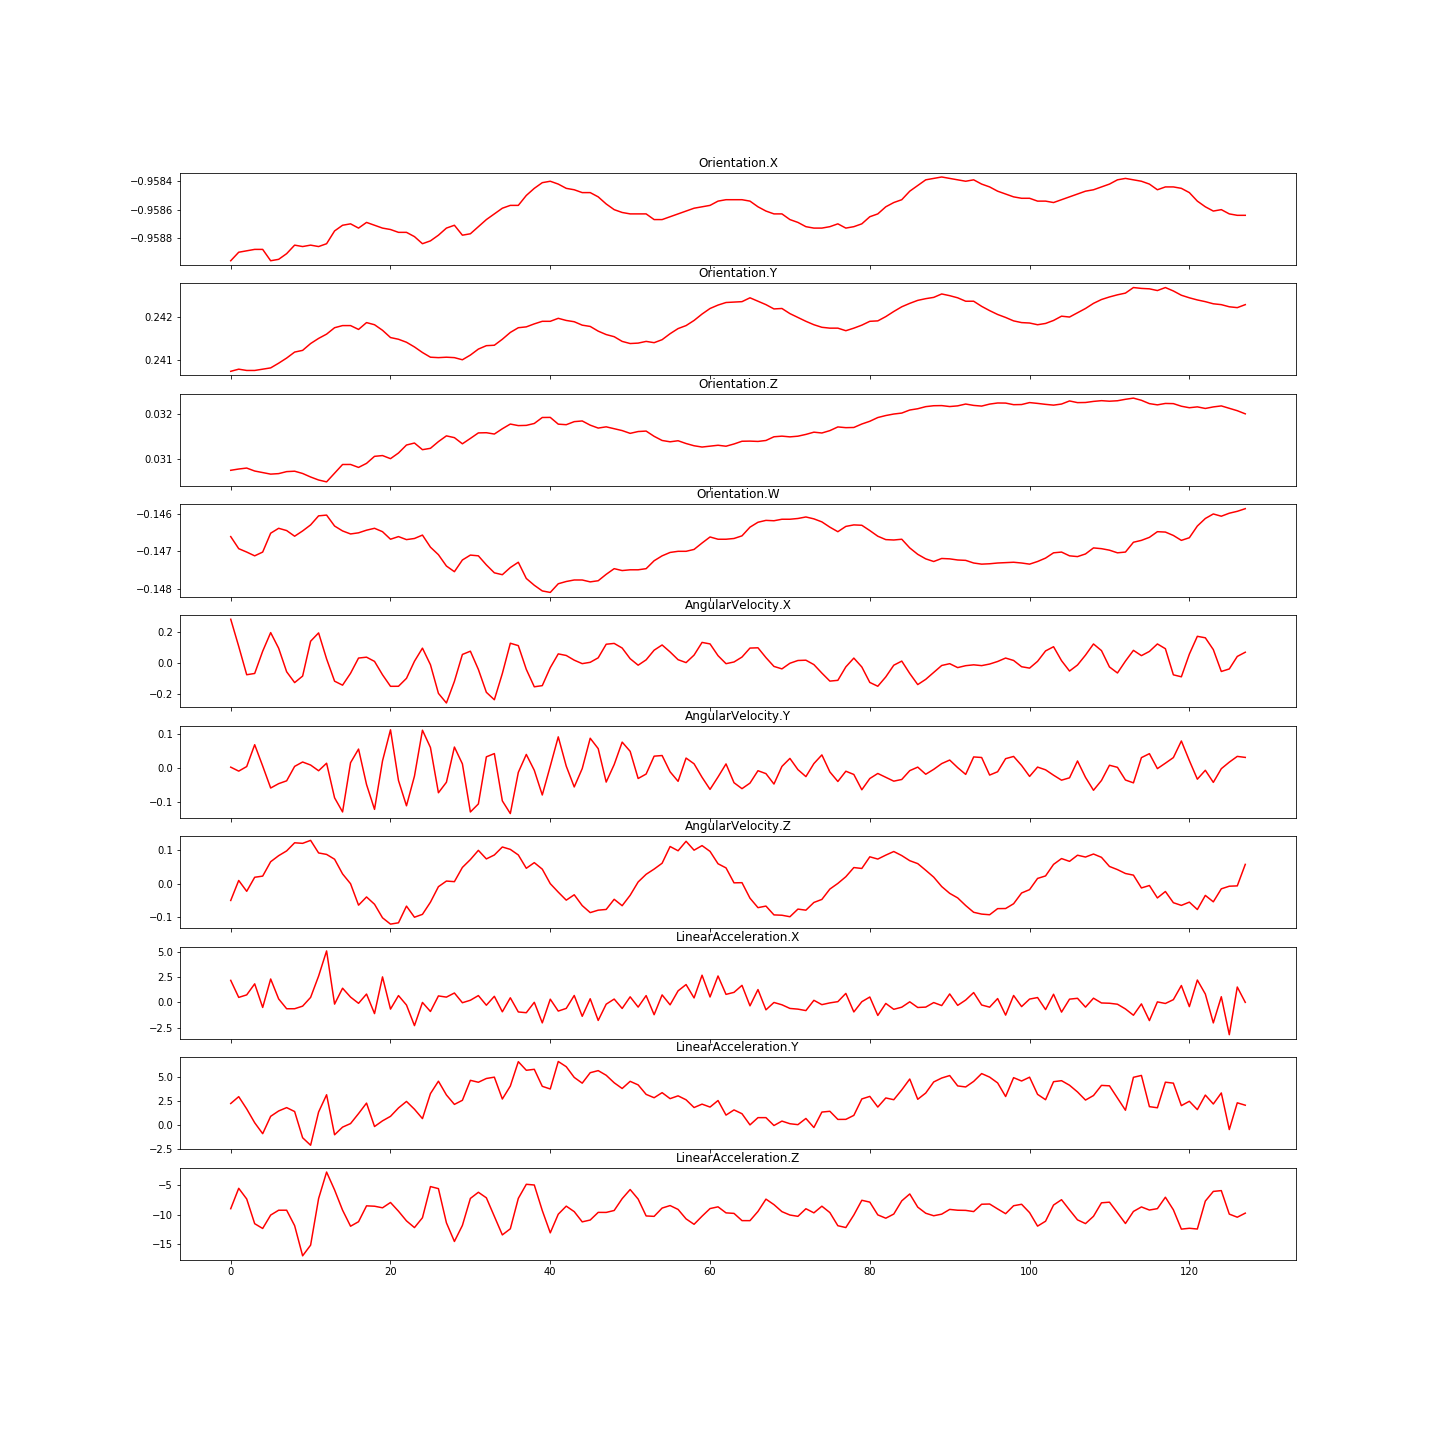 Orientation.X
−0.9584
−0.9586
−0.9588
Orientation.Y
0.242
0.241
Orientation.Z
0.032
0.031
Orientation.W
−0.146
−0.147
−0.148
AngularVelocity.X
0.2
0.0
−0.2
AngularVelocity.Y
0.1
0.0
−0.1
AngularVelocity.Z
0.1
0.0
−0.1
LinearAcceleration.X
5.0
2.5
0.0
−2.5
LinearAcceleration.Y
5.0
2.5
0.0
−2.5
LinearAcceleration.Z
−5
−10
−15
0 20 40 60 80 100 120